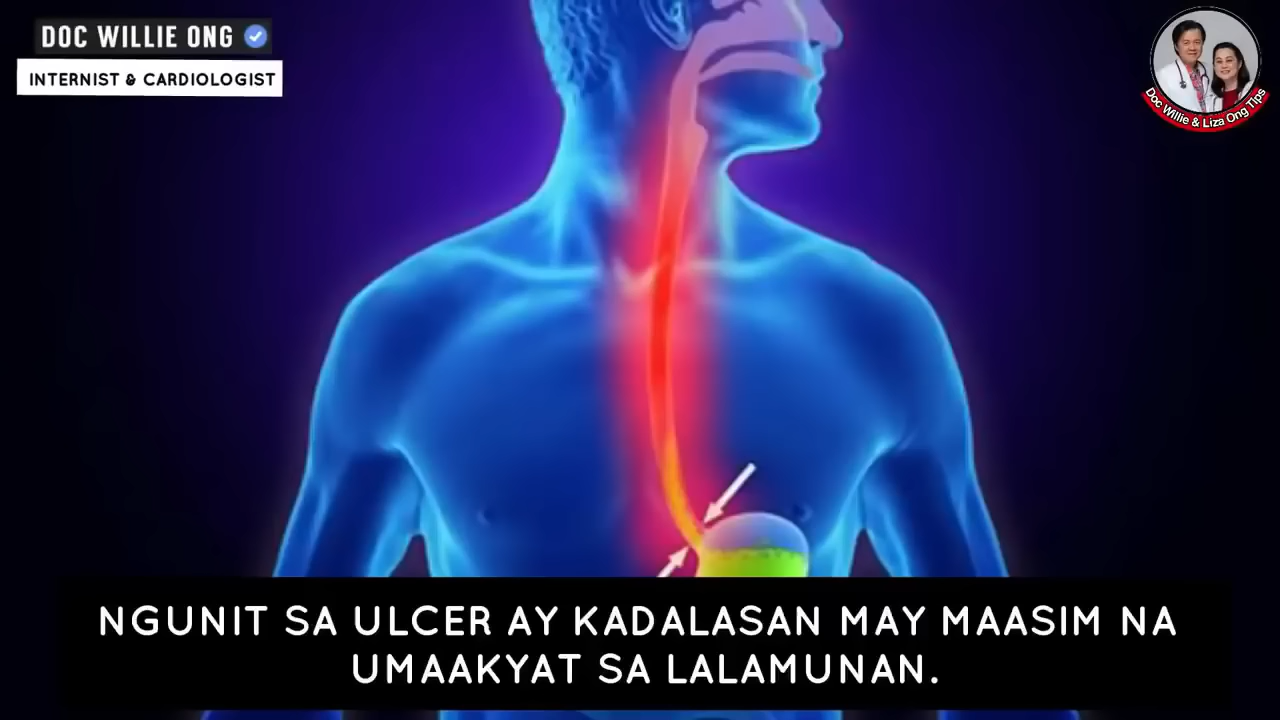 DOC WILLIE ONG
INTERNIST & CARDIOLOGIST
Doc Willie & Liza Ong Tips
NGUNIT SA ULCER AY KADALASAN MAY MAASIM NA
UMAAKYAT SA LALAMUNAN.